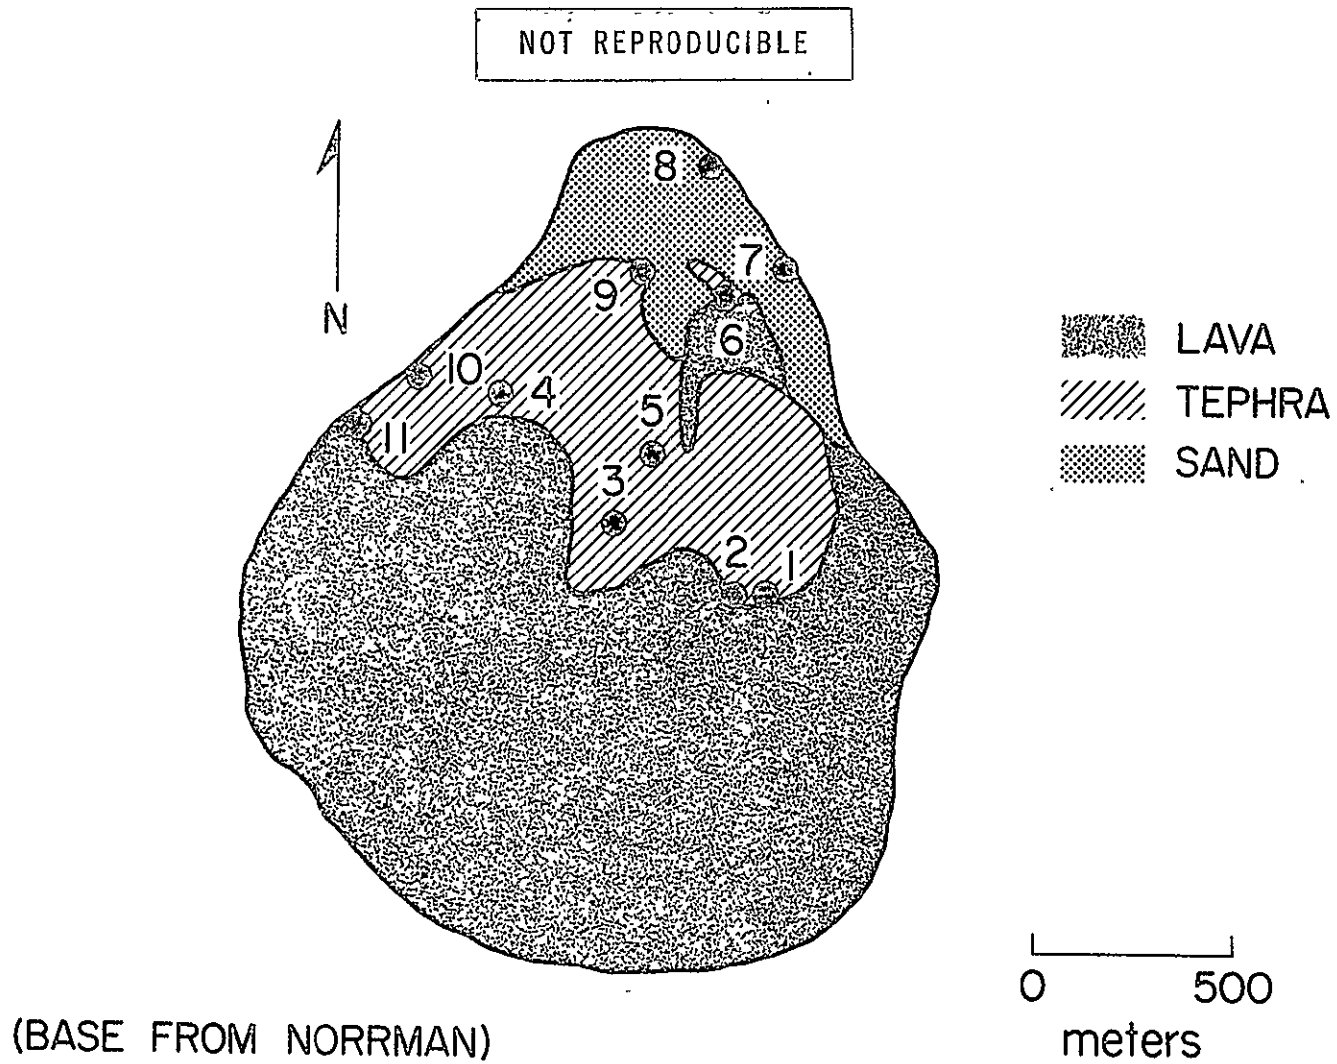 NOT REPRODUCIBLE
8
7
9
N
6
LAVA
10
4
TEPHRA
5
11
SAND
3
2
1
0 500
meters
(BASE FROM NORRMAN)